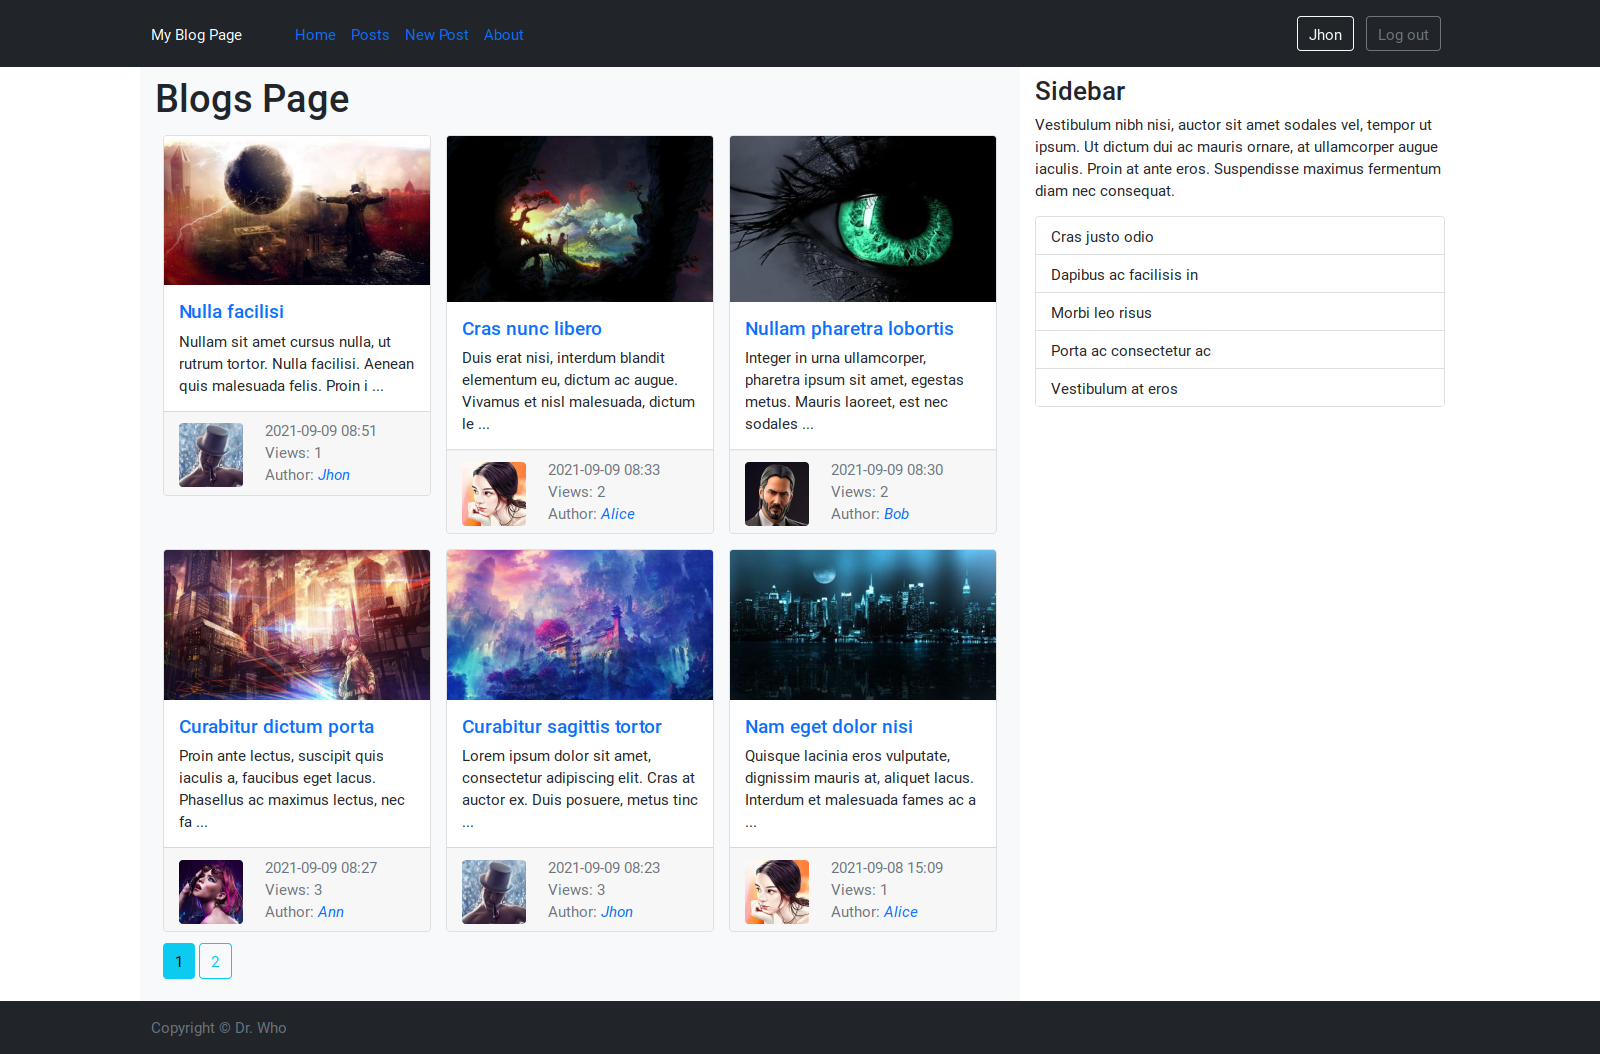 My Blog Page
Home
Posts
New Post
About
Jhon
Log out
Blogs Page
Nulla facilisi
Nullam sit amet cursus nulla, ut
rutrum tortor. Nulla facilisi. Aenean
quis malesuada felis. Proin i ...
2021-09-09 08:51
Views: 1
Author: Jhon
Cras nunc libero
Duis erat nisi, interdum blandit
elementum eu, dictum ac augue.
Vivamus et nisl malesuada, dictum
le ...
2021-09-09 08:33
Views: 2
Author: Alice
Nullam pharetra lobortis
Integer in urna ullamcorper,
pharetra ipsum sit amet, egestas
metus. Mauris laoreet, est nec
sodales ...
2021-09-09 08:30
Views: 2
Author: Bob
Curabitur dictum porta
Proin ante lectus, suscipit quis
iaculis a, faucibus eget lacus.
Phasellus ac maximus lectus, nec
fa ...
2021-09-09 08:27
Views: 3
Author: Ann
Curabitur sagittis tortor
Lorem ipsum dolor sit amet,
consectetur adipiscing elit. Cras at
auctor ex. Duis posuere, metus tinc
...
2021-09-09 08:23
Views: 3
Author: Jhon
Nam eget dolor nisi
Quisque lacinia eros vulputate,
dignissim mauris at, aliquet lacus.
Interdum et malesuada fames ac a
...
2021-09-08 15:09
Views: 1
Author: Alice
1
2
Sidebar
Vestibulum nibh nisi, auctor sit amet sodales vel, tempor ut
ipsum. Ut dictum dui ac mauris ornare, at ullamcorper augue
iaculis. Proin at ante eros. Suspendisse maximus fermentum
diam nec consequat.
Cras justo odio
Dapibus ac facilisis in
Morbi leo risus
Porta ac consectetur ac
Vestibulum at eros
Copyright © Dr. Who